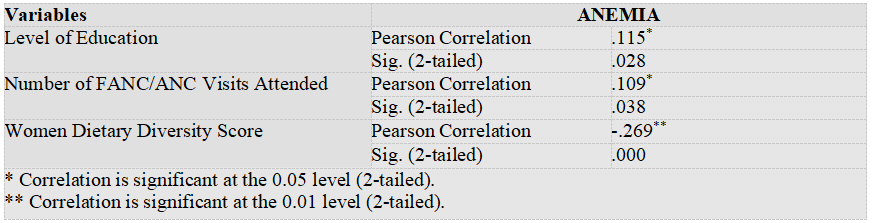 Variables ANEMIA
Level of Education Pearson Correlation .115*
Sig. (2-tailed) .028
Number of FANC/ANC Visits Attended Pearson Correlation .109*
Sig. (2-tailed) .038
Women Dietary Diversity Score Pearson Correlation -.269**
Sig. (2-tailed) .000
* Correlation is significant at the 0.05 level (2-tailed).
** Correlation is significant at the 0.01 level (2-tailed).